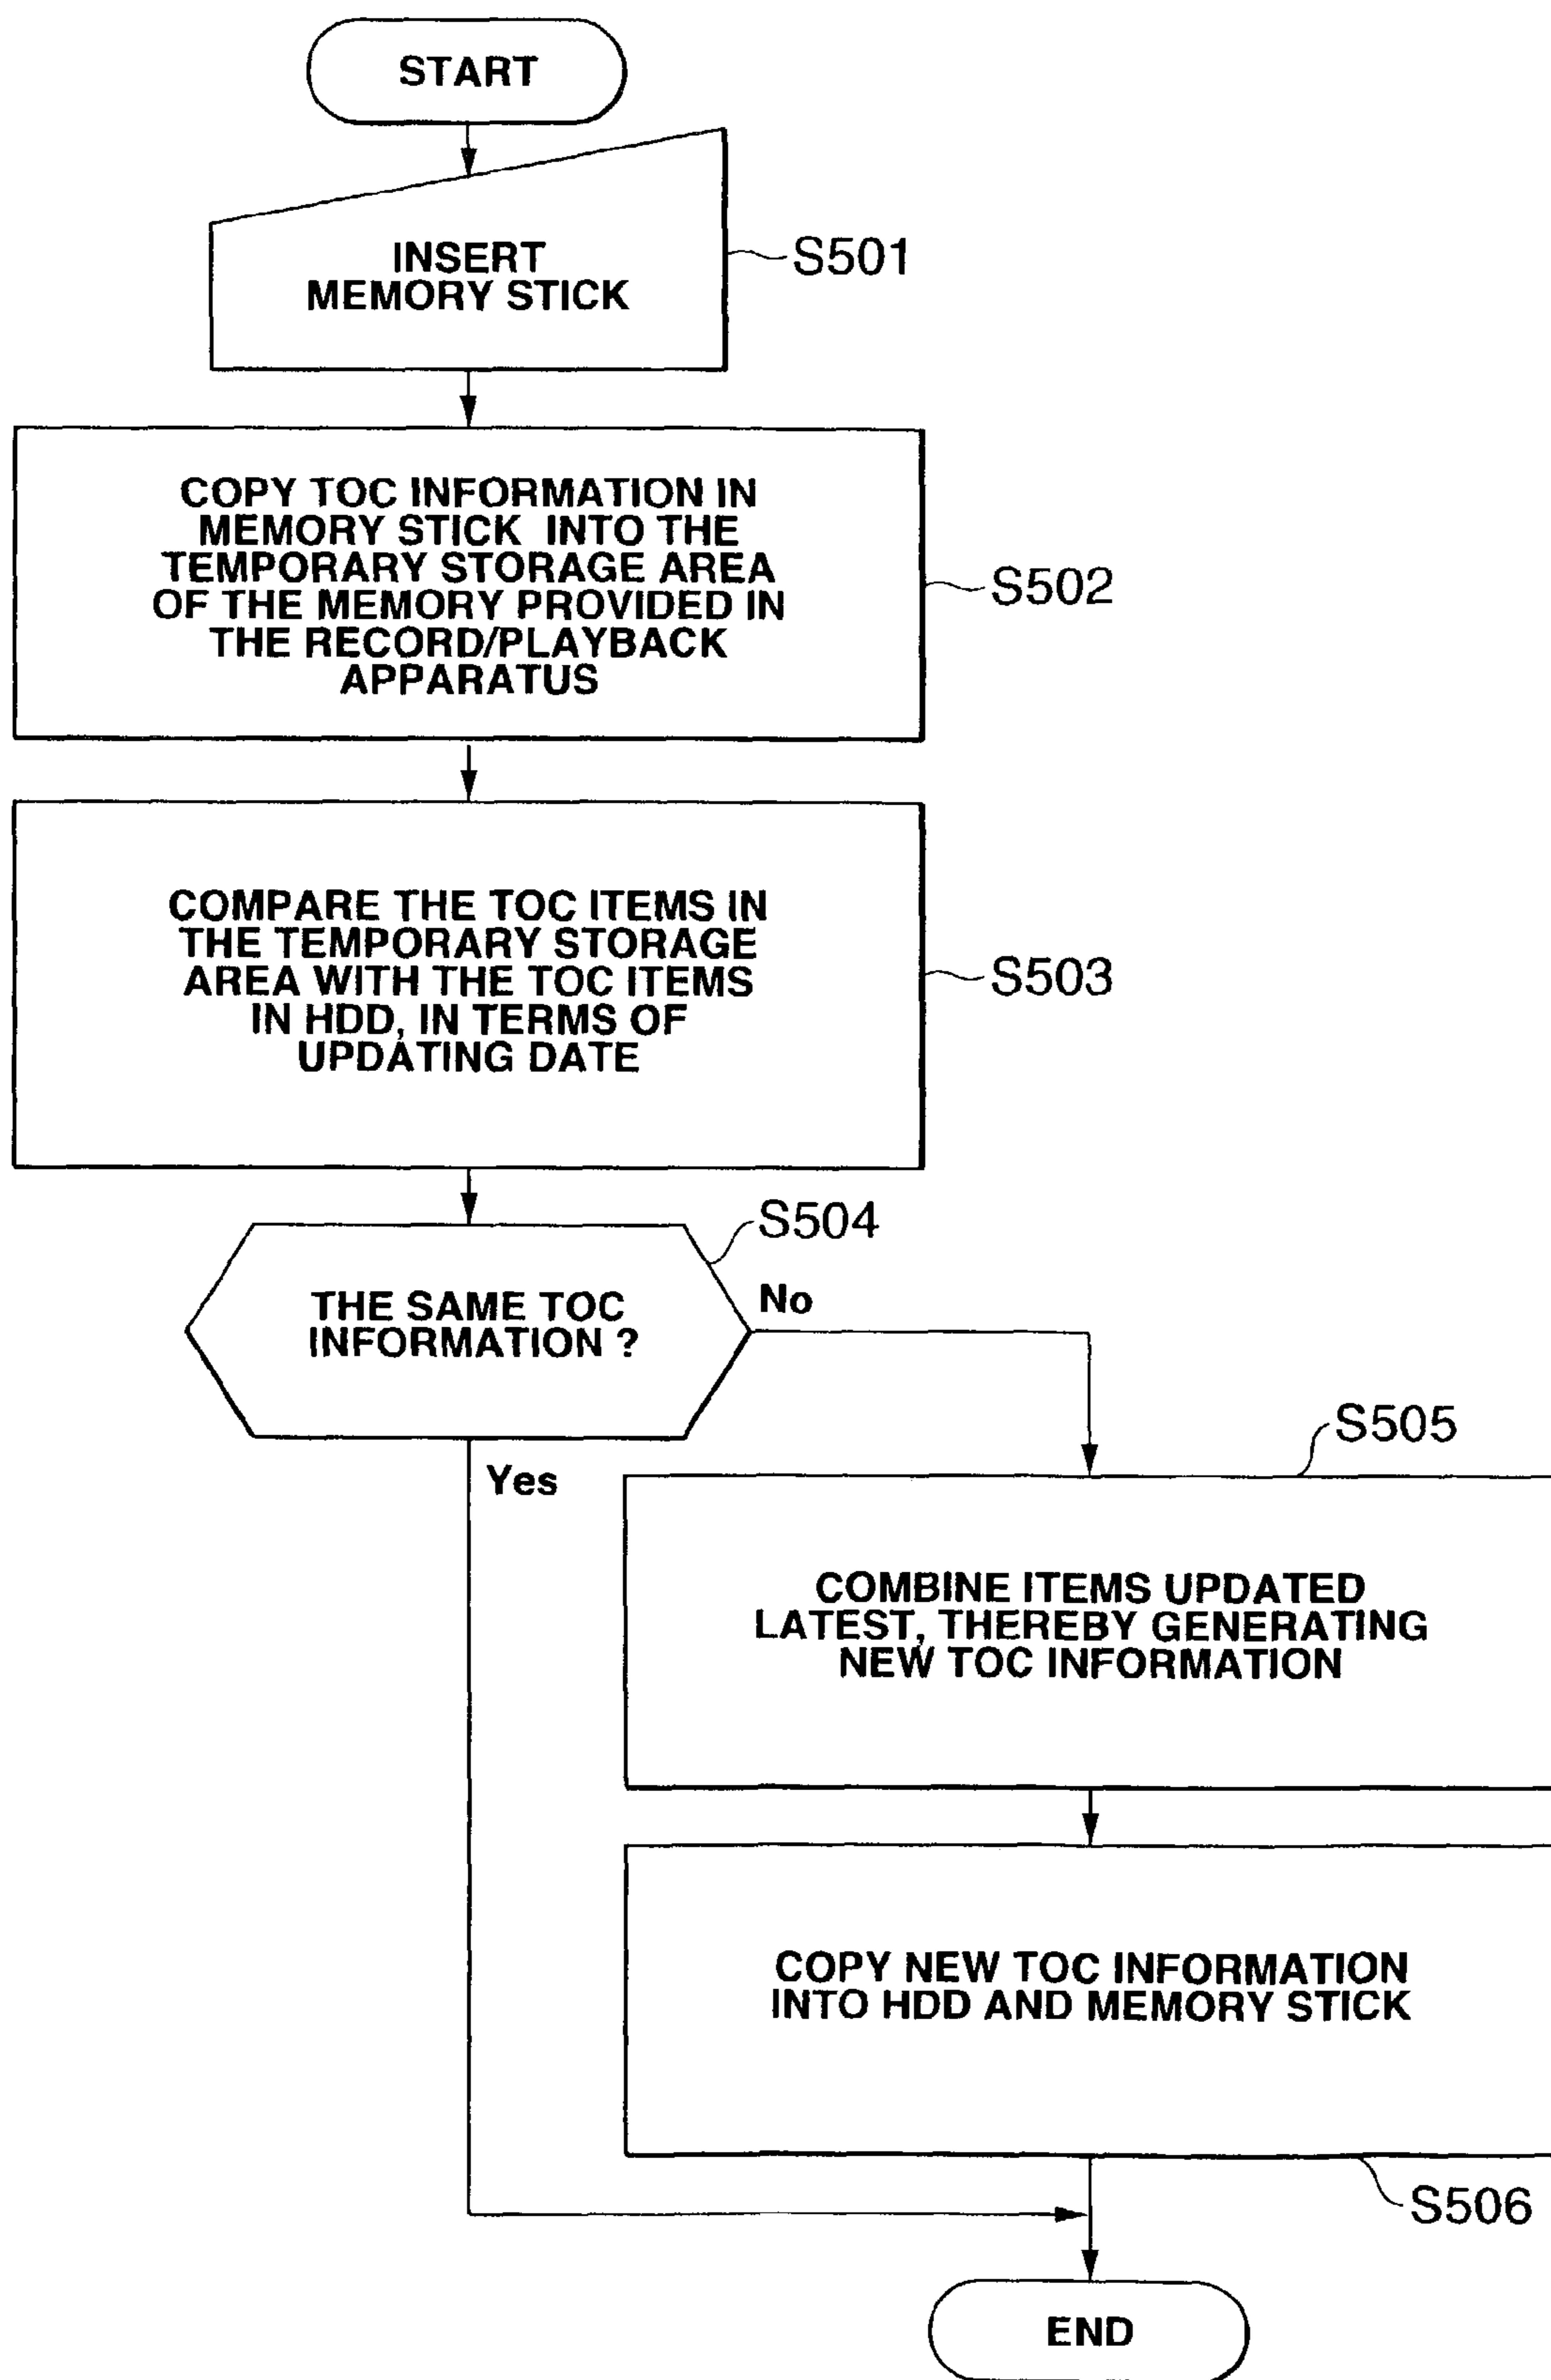 START
INSERT
MEMORY STICK
S501
COPY TOC INFORMATION IN
MEMORY STICK INTO THE
TEMPORARY STORAGE AREA
OF THE MEMORY PROVIDED IN
THE RECORD/PLAYBACK
APPARATUS
S502
COMPARE THE TOC ITEMS IN
THE TEMPORARY STORAGE
AREA WITH THE TOC ITEMS
IN HDD, IN TERMS OF
UPDATING DATE
S503
S504
THE SAME TOC
INFORMATION ?
No
Yes
S505
COMBINE ITEMS UPDATED
LATEST, THEREBY GENERATING
NEW TOC INFORMATION
COPY NEW TOC INFORMATION
INTO HDD AND MEMORY STICK
S506
END